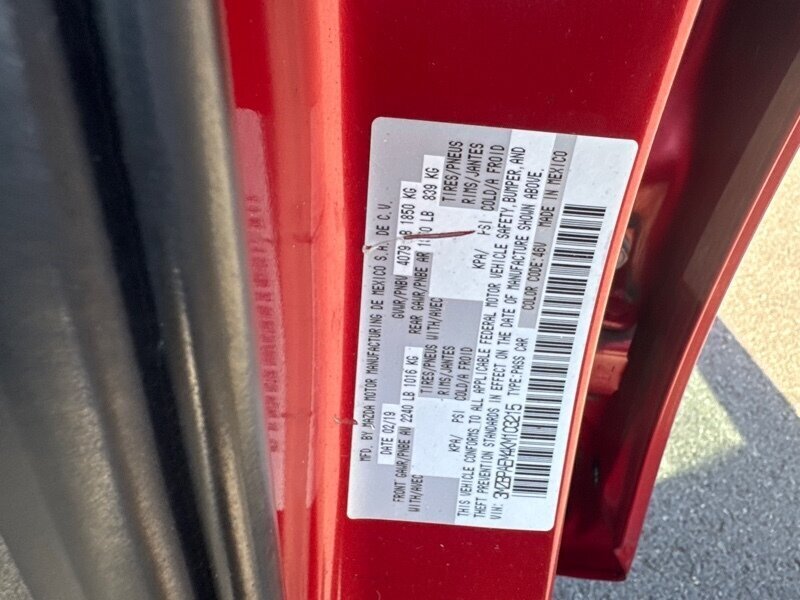 MFD. BY MAZDA MOTOR MANUFACTURING DE MEXICO S.A. DE C.V.
DATE 02/19 GVWR/PNBV 4079 LB 1850 KG
FRONT GAWR/PNBE AV 2240 LB 1016 KG REAR GAWR/PNBE AR LB 839 KG
WITH/AVEC TIRES/PNEUS WITH/AVEC TIRES/PNEUS
RIMS/JANTES RIMS/JANTES
KPA/ PSI COLD/A FROID KPA/ PSI COLD/A FROID
THIS VEHICLE CONFORMS TO ALL APPLICABLE FEDERAL MOTOR VEHICLE SAFETY, BUMPER, AND
THEFT PREVENTION STANDARDS IN EFFECT ON THE DATE OF MANUFACTURE SHOWN ABOVE.
VIN: TYPE:PASS CAR COLOR CODE:46V MADE IN MEXICO